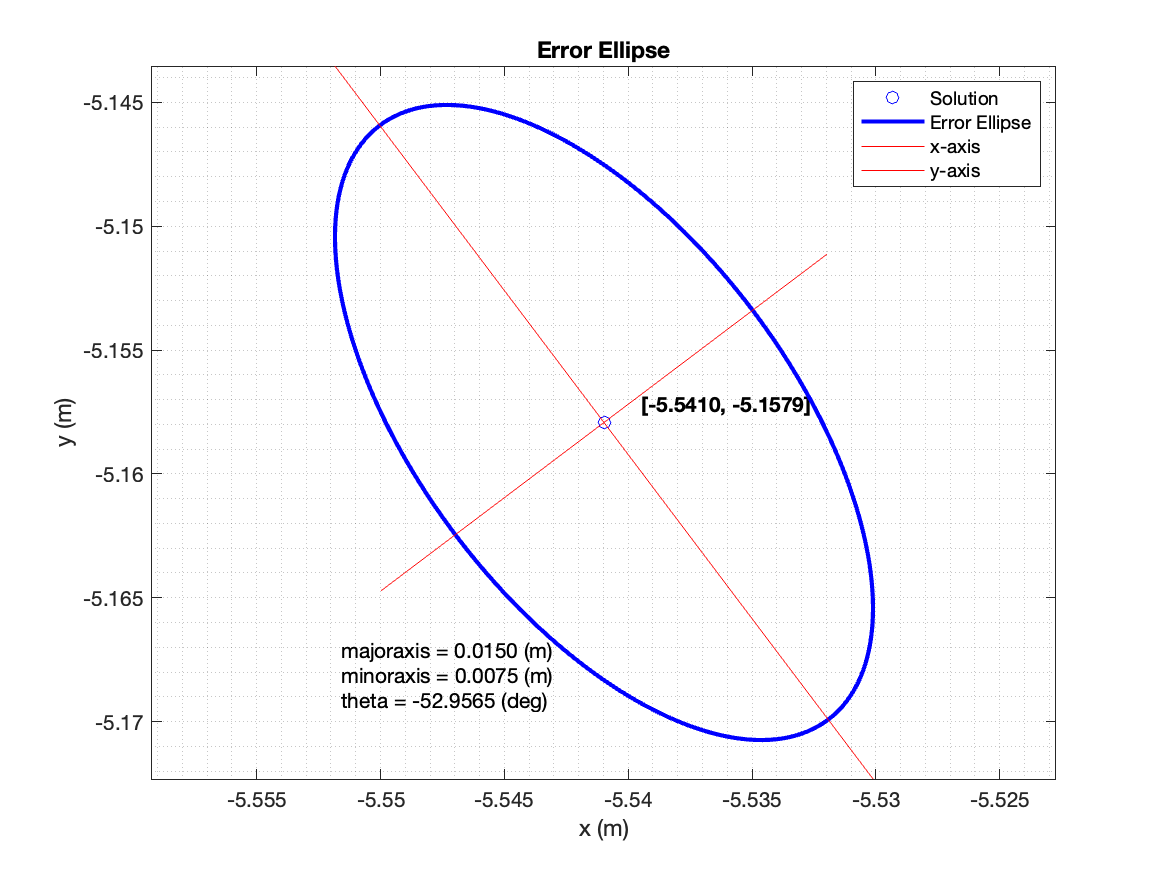 Error Ellipse
Solution
Error Ellipse
x-axis
y-axis
-5.145
-5.15
-5.155
-5.16
-5.165
-5.17
y (m)
[-5.5410, -5.1579]
majoraxis = 0.0150 (m)
minoraxis = 0.0075 (m)
theta = -52.9565 (deg)
-5.555 -5.55 -5.545 -5.54 -5.535 -5.53 -5.525
x (m)